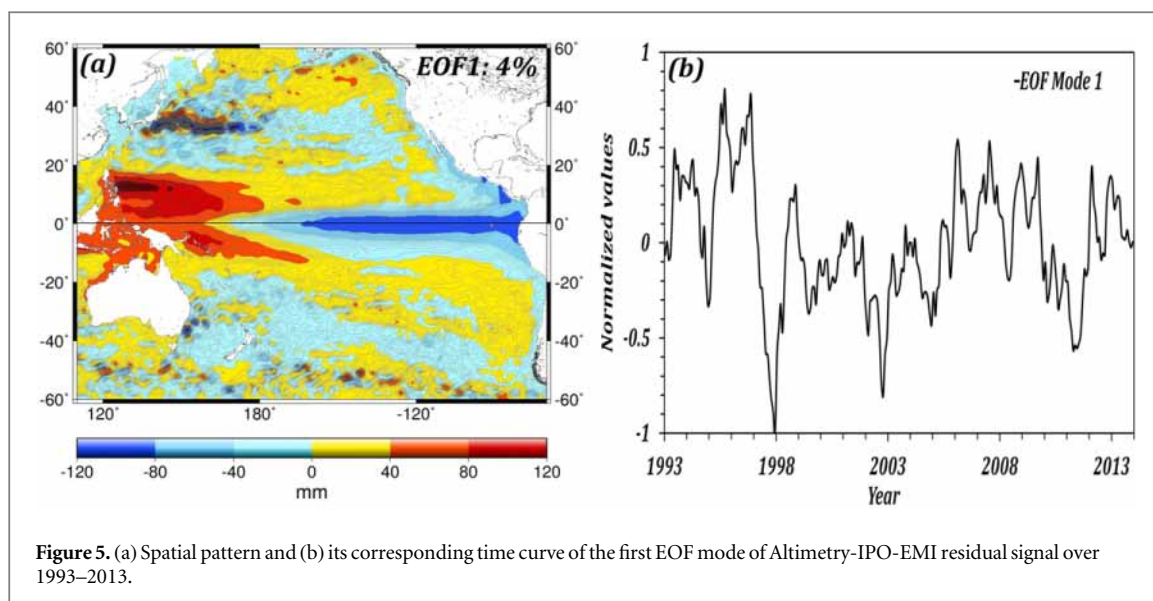 (a)
EOF1: 4%
60˚ 60˚
40˚ 40˚
20˚ 20˚
0˚ 0˚
-20˚ -20˚
-40˚ -40˚
-60˚ -60˚
120˚ 180˚ -120˚
-120 -80 -40 0 40 80 120
mm
(b)
-EOF Mode 1
Normalized values
1
0.5
0
-0.5
-1
1993 1998 2003 2008 2013
Year
Figure 5. (a) Spatial pattern and (b) its corresponding time curve of the first EOF mode of Altimetry-IPO-EMI residual signal over
1993–2013.